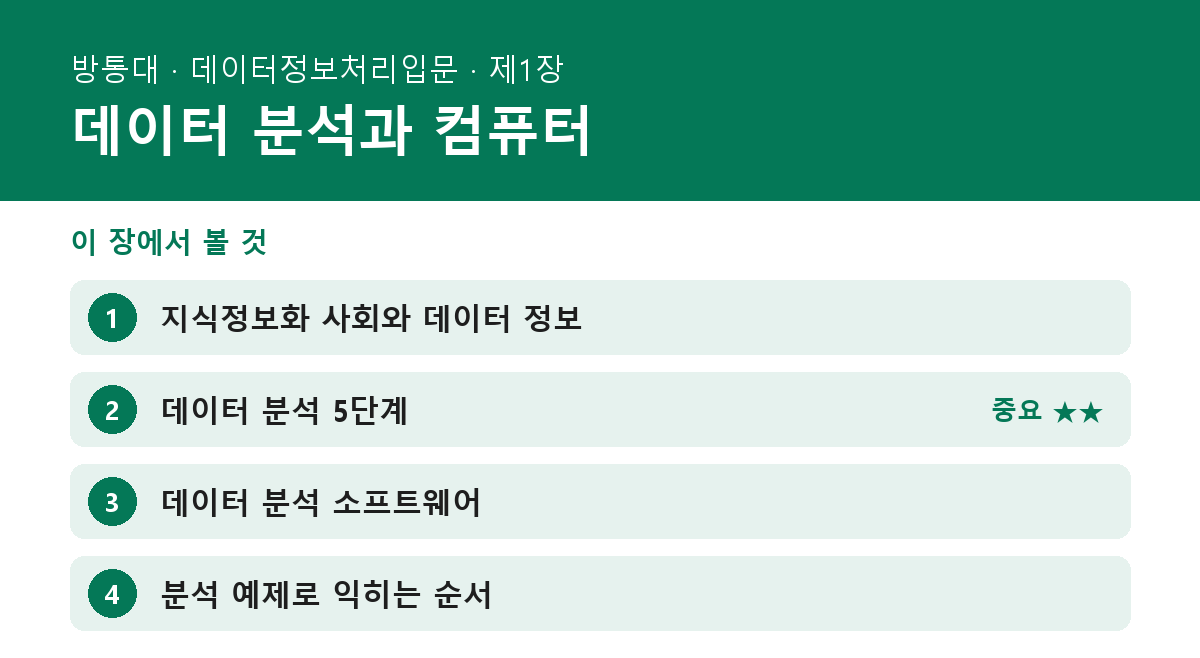 방통대 · 데이터정보처리입문 · 제1장
데이터 분석과 컴퓨터
이 장에서 볼 것
1 지식정보화 사회와 데이터 정보
2 데이터 분석 5단계 중요 ★★
3 데이터 분석 소프트웨어
4 분석 예제로 익히는 순서